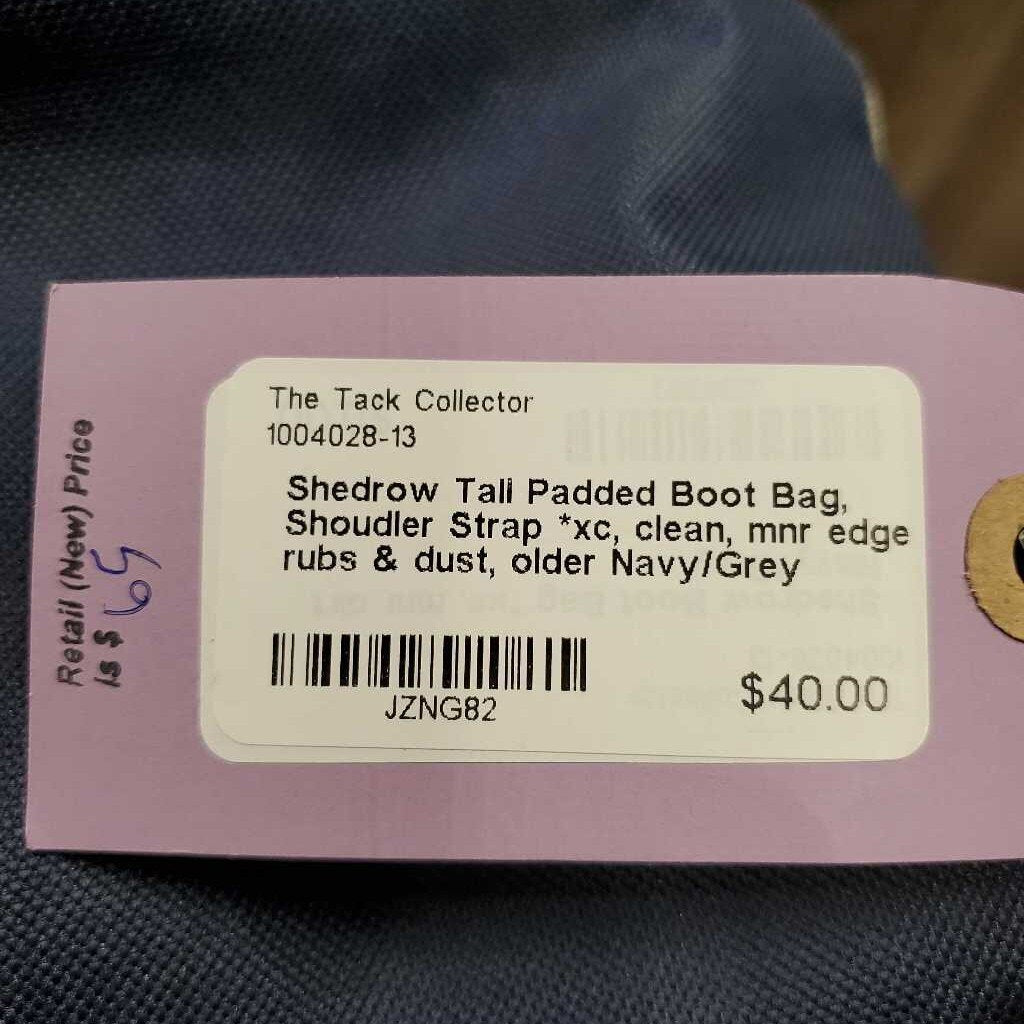 The Tack Collector
1004028-13
Shedrow Tall Padded Boot Bag,
Shoudler Strap *xc, clean, mnr edge
rubs & dust, older Navy/Grey
JZNG82
$40.00
Retail (New) Price
Is $